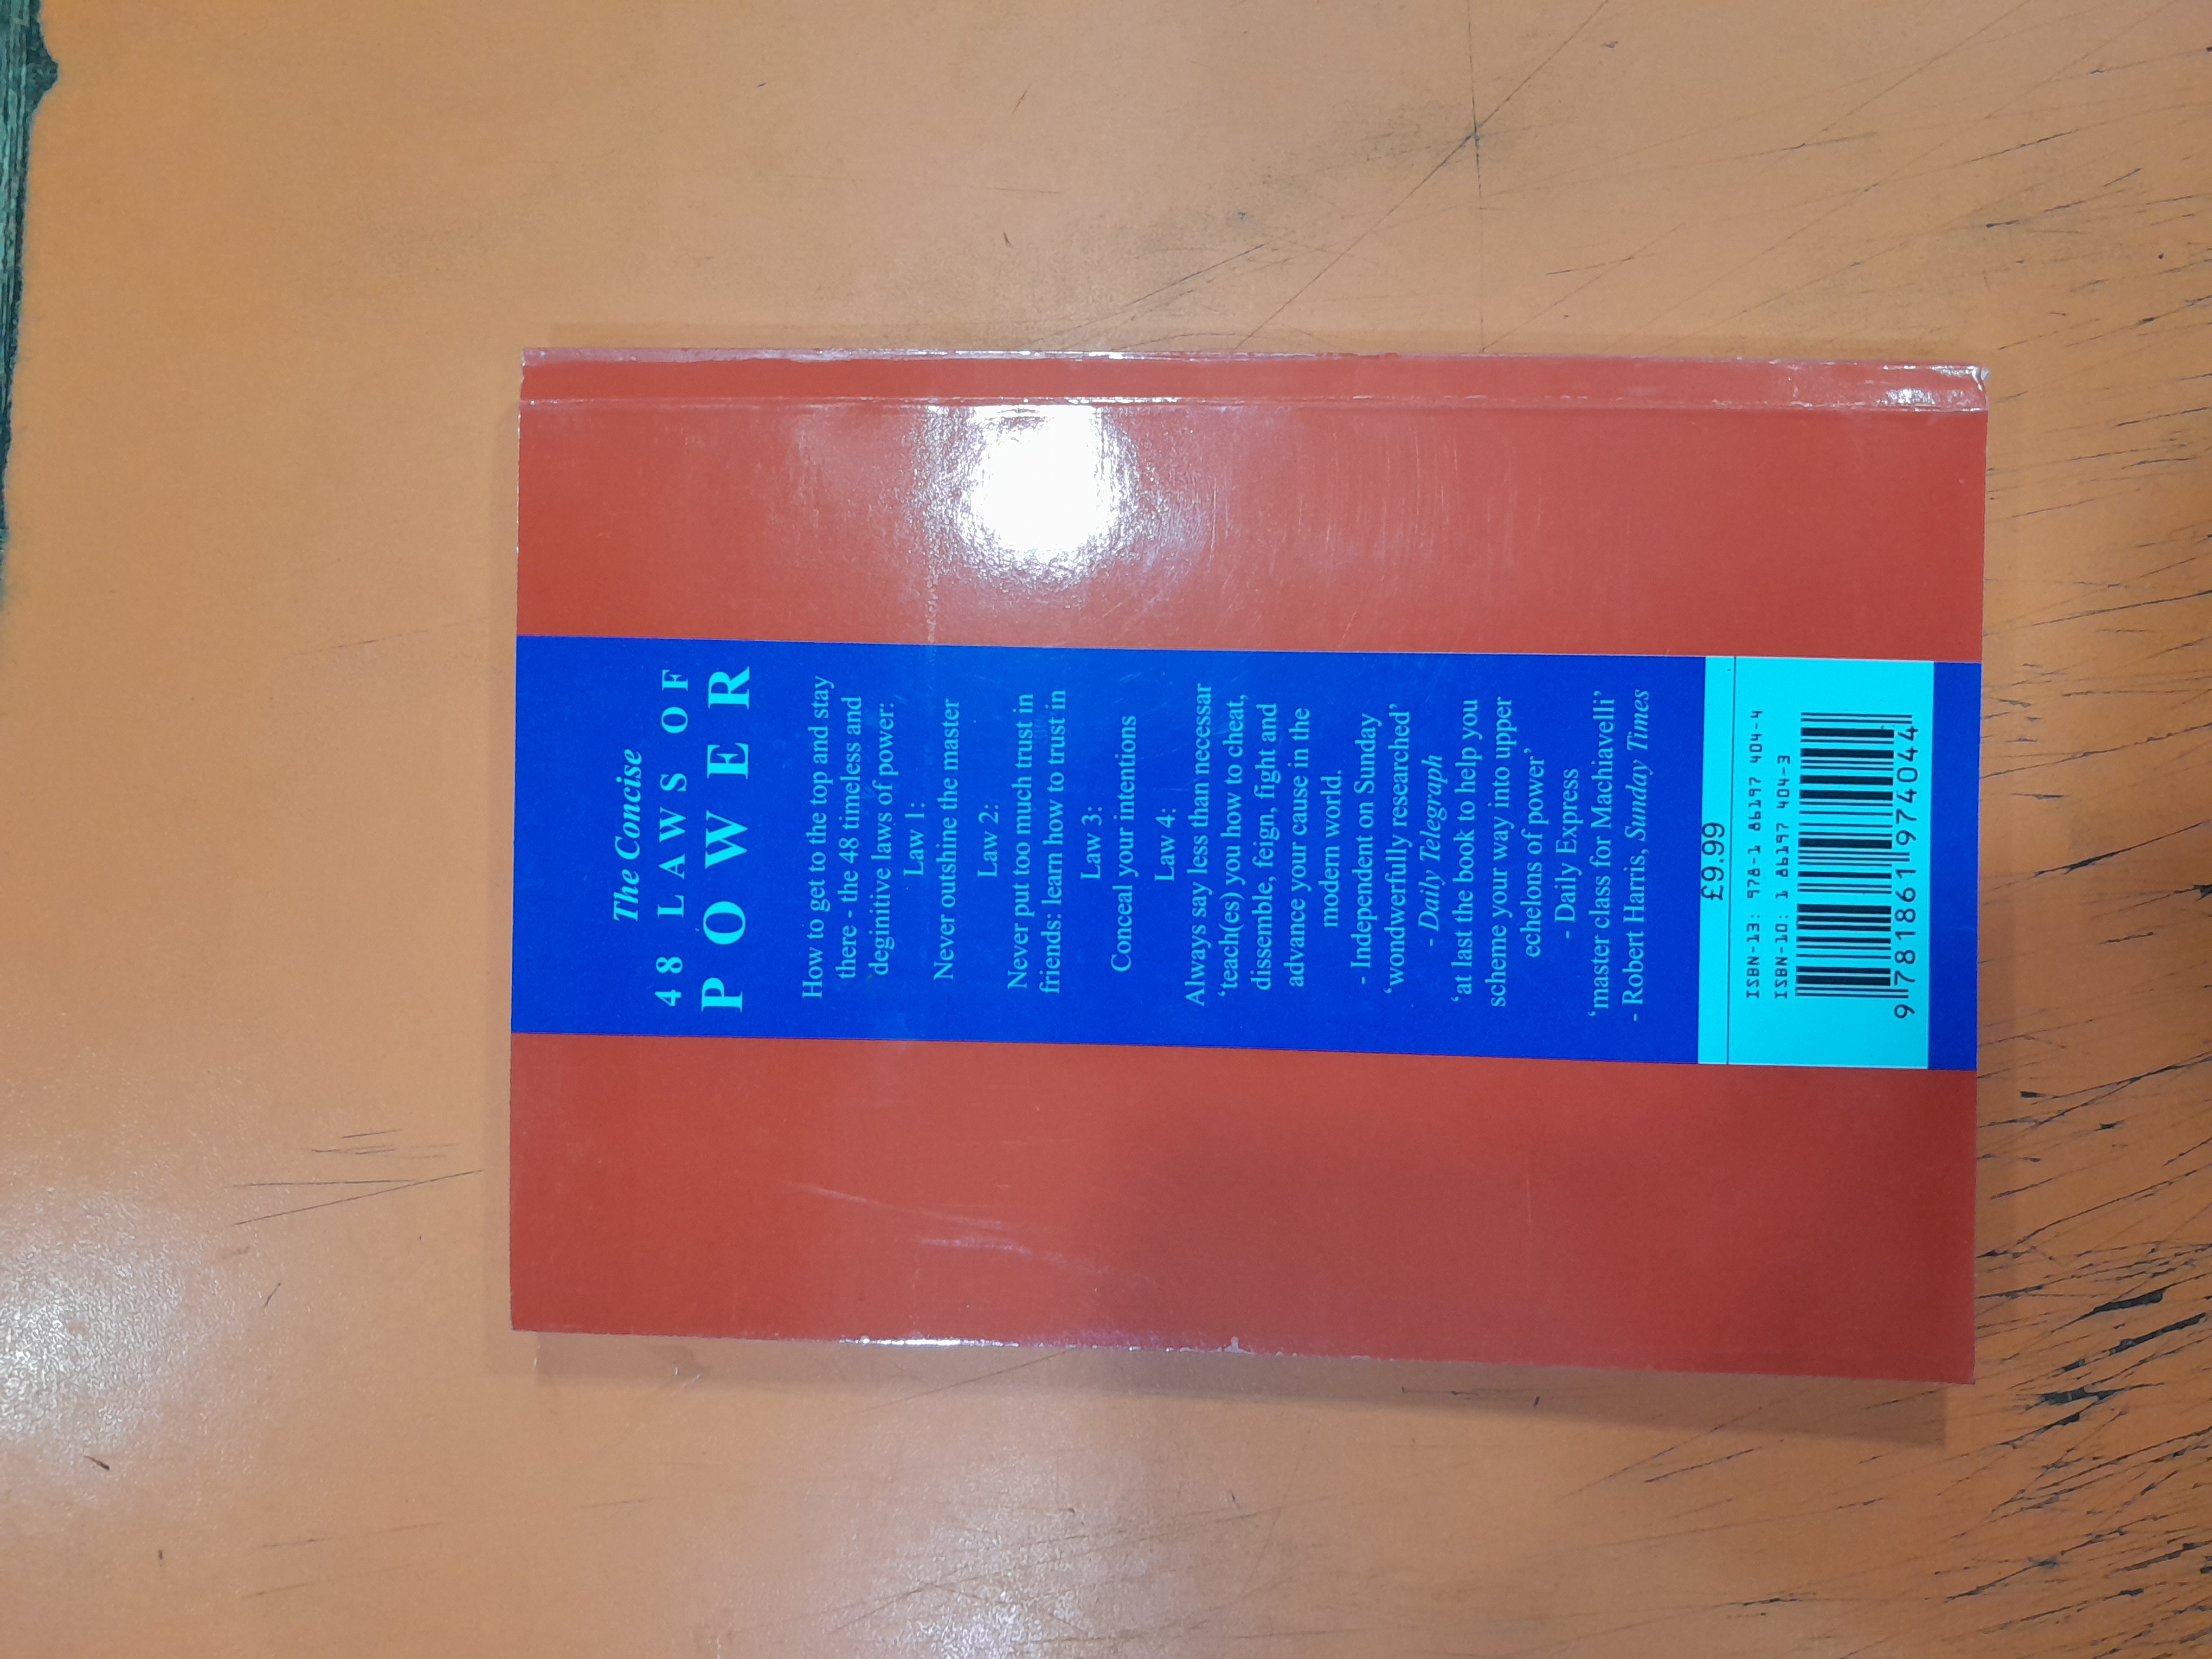 The Concise
48 LAWS OF
POWER
How to get to the top and stay
there - the 48 timeless and
deginitive laws of power:
Law 1:
Never outshine the master
Law 2:
Never put too much trust in
friends: learn how to trust in
Law 3:
Conceal your intentions
Law 4:
Always say less than necessar
‘teach(es) you how to cheat,
dissemble, feign, fight and
advance your cause in the
modern world.
- Independent on Sunday
‘wondwerfully researched’
- Daily Telegraph
‘at last the book to help you
scheme your way into upper
echelons of power’
- Daily Express
‘master class for Machiavelli’
- Robert Harris, Sunday Times
£9.99
ISBN-13: 978-1 86197 404-4
ISBN-10: 1 86197 404-3
9 781861 974044